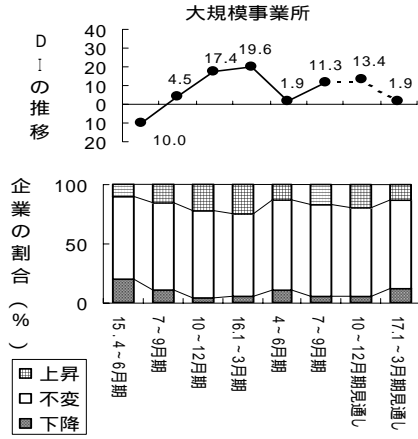 大規模事業所
DIの推移
40
30
20
10
0
10
20
10.0
4.5
17.4
19.6
1.9
11.3
13.4
1.9
企業の割合(%)
100
50
0
15.4~6月期
7~9月期
10~12月期
16.1~3月期
4~6月期
7~9月期
10~12月期見通し
17.1~3月期見通し
上昇
不変
下降